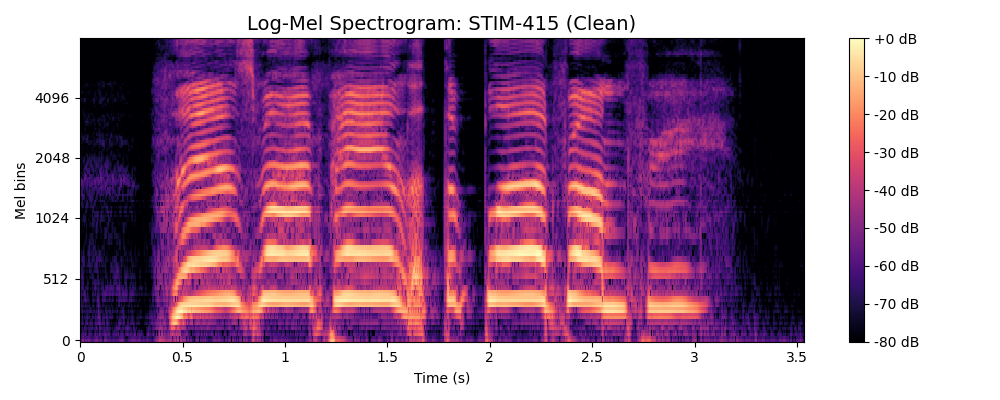 Log-Mel Spectrogram: STIM-415 (Clean)
Mel bins
4096
2048
1024
512
0
0
0.5
1
1.5
2
2.5
3
3.5
Time (s)
+0 dB
-10 dB
-20 dB
-30 dB
-40 dB
-50 dB
-60 dB
-70 dB
-80 dB